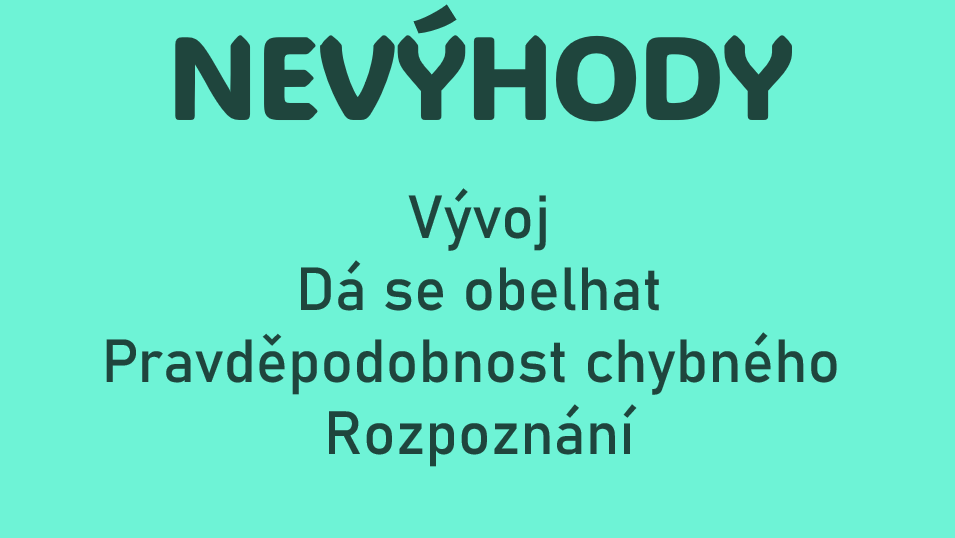 NEVÝHODY
Vývoj
Dá se obelhat
Pravděpodobnost chybného
Rozpoznání